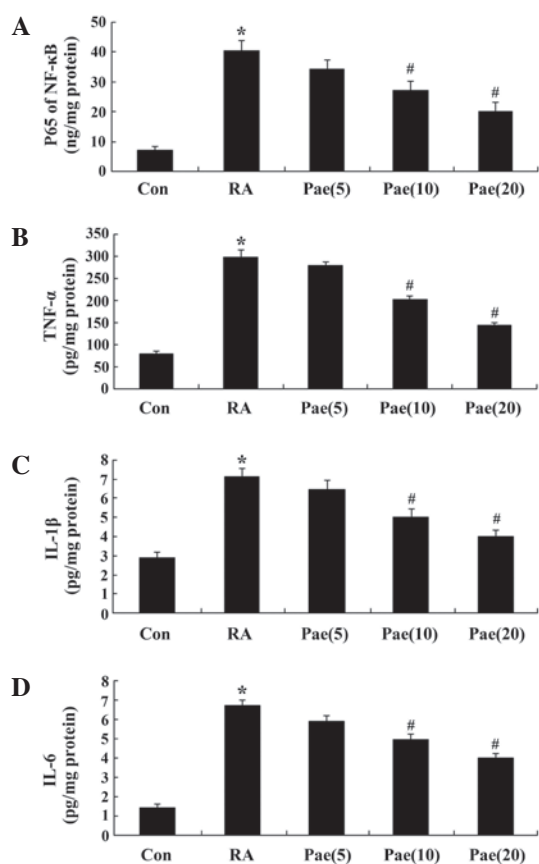 A
P65 of NF-κB
(ng/mg protein)
50
40
30
20
10
0
*
#
#
Con RA Pae(5) Pae(10) Pae(20)
B
TNF-α
(pg/mg protein)
350
300
250
200
150
100
50
0
*
#
#
Con RA Pae(5) Pae(10) Pae(20)
C
IL-1β
(pg/mg protein)
8
7
6
5
4
3
2
1
0
*
#
#
Con RA Pae(5) Pae(10) Pae(20)
D
IL-6
(pg/mg protein)
7
6
5
4
3
2
1
0
*
#
#
Con RA Pae(5) Pae(10) Pae(20)